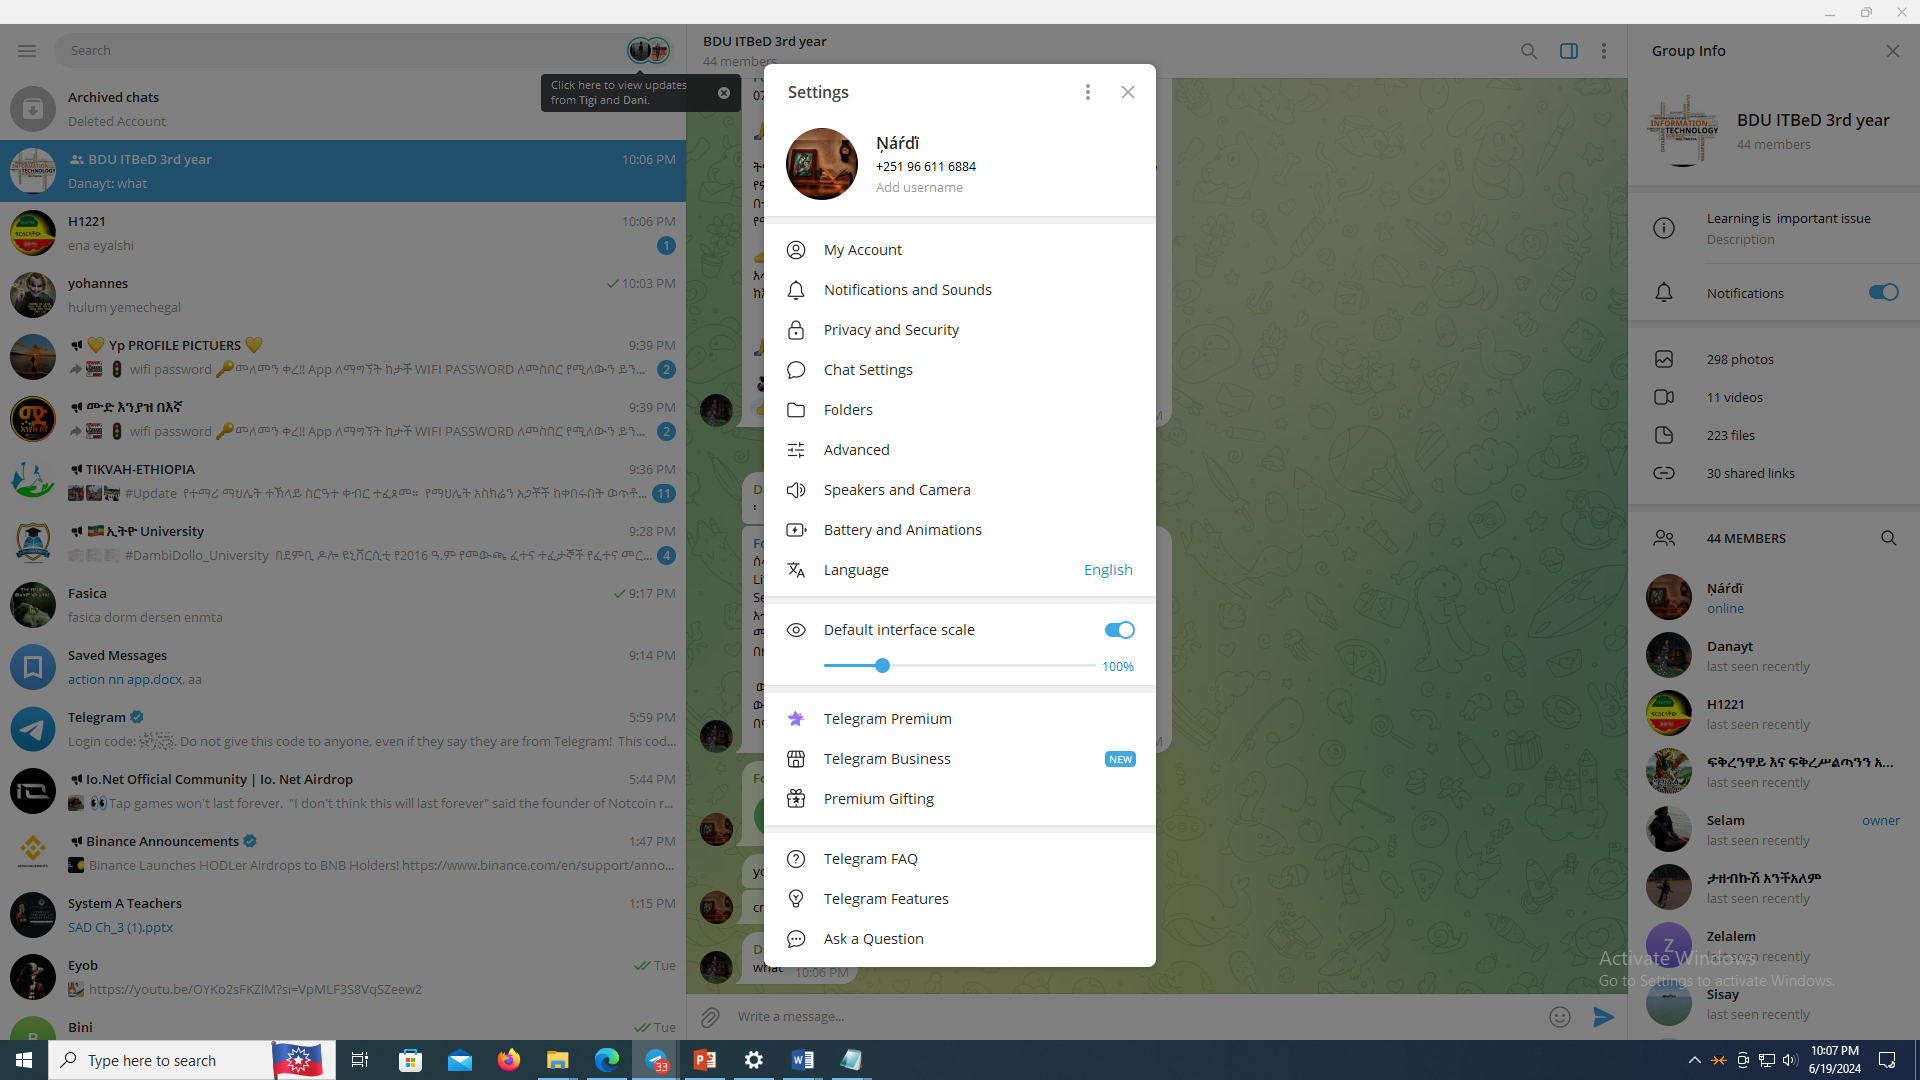 Search
Click here to view updates
from Tigi and Dani.
Archived chats
Deleted Account
BDU ITBeD 3rd year 10:06 PM
Danayt: what
H1221 10:06 PM
ena eyalshi 1
yohannes 10:03 PM
hulum yemechegal
Yp PROFILE PICTUERS 9:39 PM
wifi password መለመን ቀረ!! App ለማግኘት ከታች WIFI PASSWORD ለመስበር የሚለውን ይን... 2
ሙድ እንያዝ በእኛ 9:39 PM
wifi password መለመን ቀረ!! App ለማግኘት ከታች WIFI PASSWORD ለመስበር የሚለውን ይን... 2
TIKVAH-ETHIOPIA 9:36 PM
#Update የተማሪ ማህሌት ተኽላይ ስርዓተ ቀብር ተፈጸመ። የማህሌት አስክሬን አጋቾች ከቀበሩበት ወጥቶ... 11
ኢትዮ University 9:28 PM
#DambiDollo_University በደምቢ ዶሎ ዩኒቨርሲቲ የ2016 ዓ.ም የመውጫ ፈተና ተፈታኞች የፈተና መር... 4
Fasica 9:17 PM
fasica dorm dersen enmta
Saved Messages 9:14 PM
action nn app.docx, aa
Telegram 5:59 PM
Login code: . Do not give this code to anyone, even if they say they are from Telegram! This cod...
Io.Net Official Community | Io. Net Airdrop 5:44 PM
Tap games won't last forever. "I don't think this will last forever" said the founder of Notcoin r...
Binance Announcements 1:47 PM
Binance Launches HODLer Airdrops to BNB Holders! https://www.binance.com/en/support/anno...
System A Teachers 1:15 PM
SAD Ch_3 (1).pptx
Eyob Tue
https://youtu.be/OYKo2sFKZlM?si=VpMLF3S8VqSZeew2
Bini Tue
B
BDU ITBeD 3rd year
44 members
what 10:06 PM
Write a message...
Settings
Ņáŕďï
+251 96 611 6884
Add username
My Account
Notifications and Sounds
Privacy and Security
Chat Settings
Folders
Advanced
Speakers and Camera
Battery and Animations
Language English
Default interface scale
100%
Telegram Premium
Telegram Business NEW
Premium Gifting
Telegram FAQ
Telegram Features
Ask a Question
Group Info
BDU ITBeD 3rd year
44 members
Learning is important issue
Description
Notifications
298 photos
11 videos
223 files
30 shared links
44 MEMBERS
Ņáŕďï
online
Danayt
last seen recently
H1221
last seen recently
ፍቅረንዋይ እና ፍቅረሥልጣንን አ...
last seen recently
Selam owner
last seen recently
ታዘብኩሽ አንቺአለም
last seen recently
Z
Zelalem
last seen recently
Sisay
last seen recently
Activate Windows
Go to Settings to activate Windows.
Type here to search
33
10:07 PM
6/19/2024